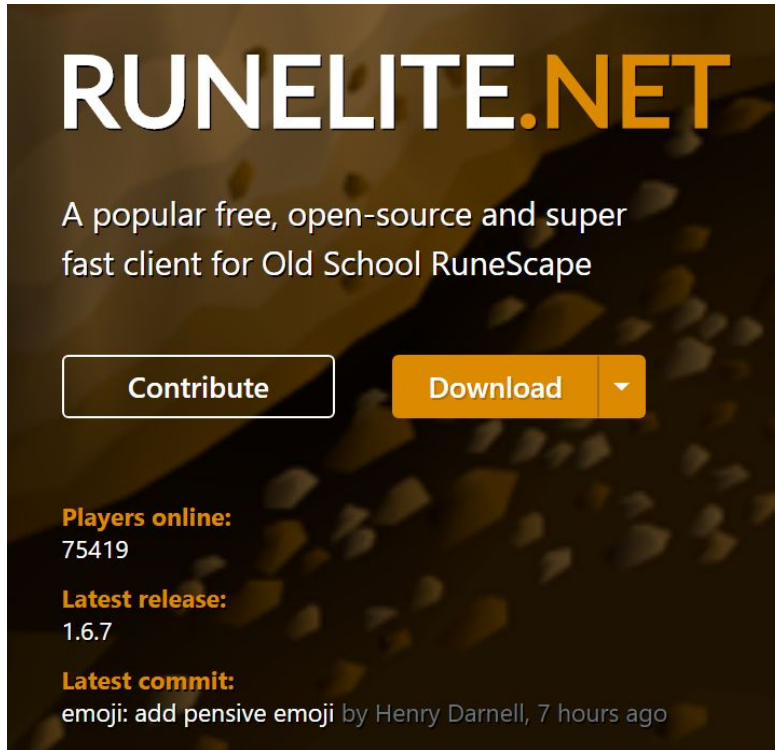 RUNELITE.NET
A popular free, open-source and super
fast client for Old School RuneScape
Contribute
Download
Players online:
75419
Latest release:
1.6.7
Latest commit:
emoji: add pensive emoji by Henry Darnell, 7 hours ago